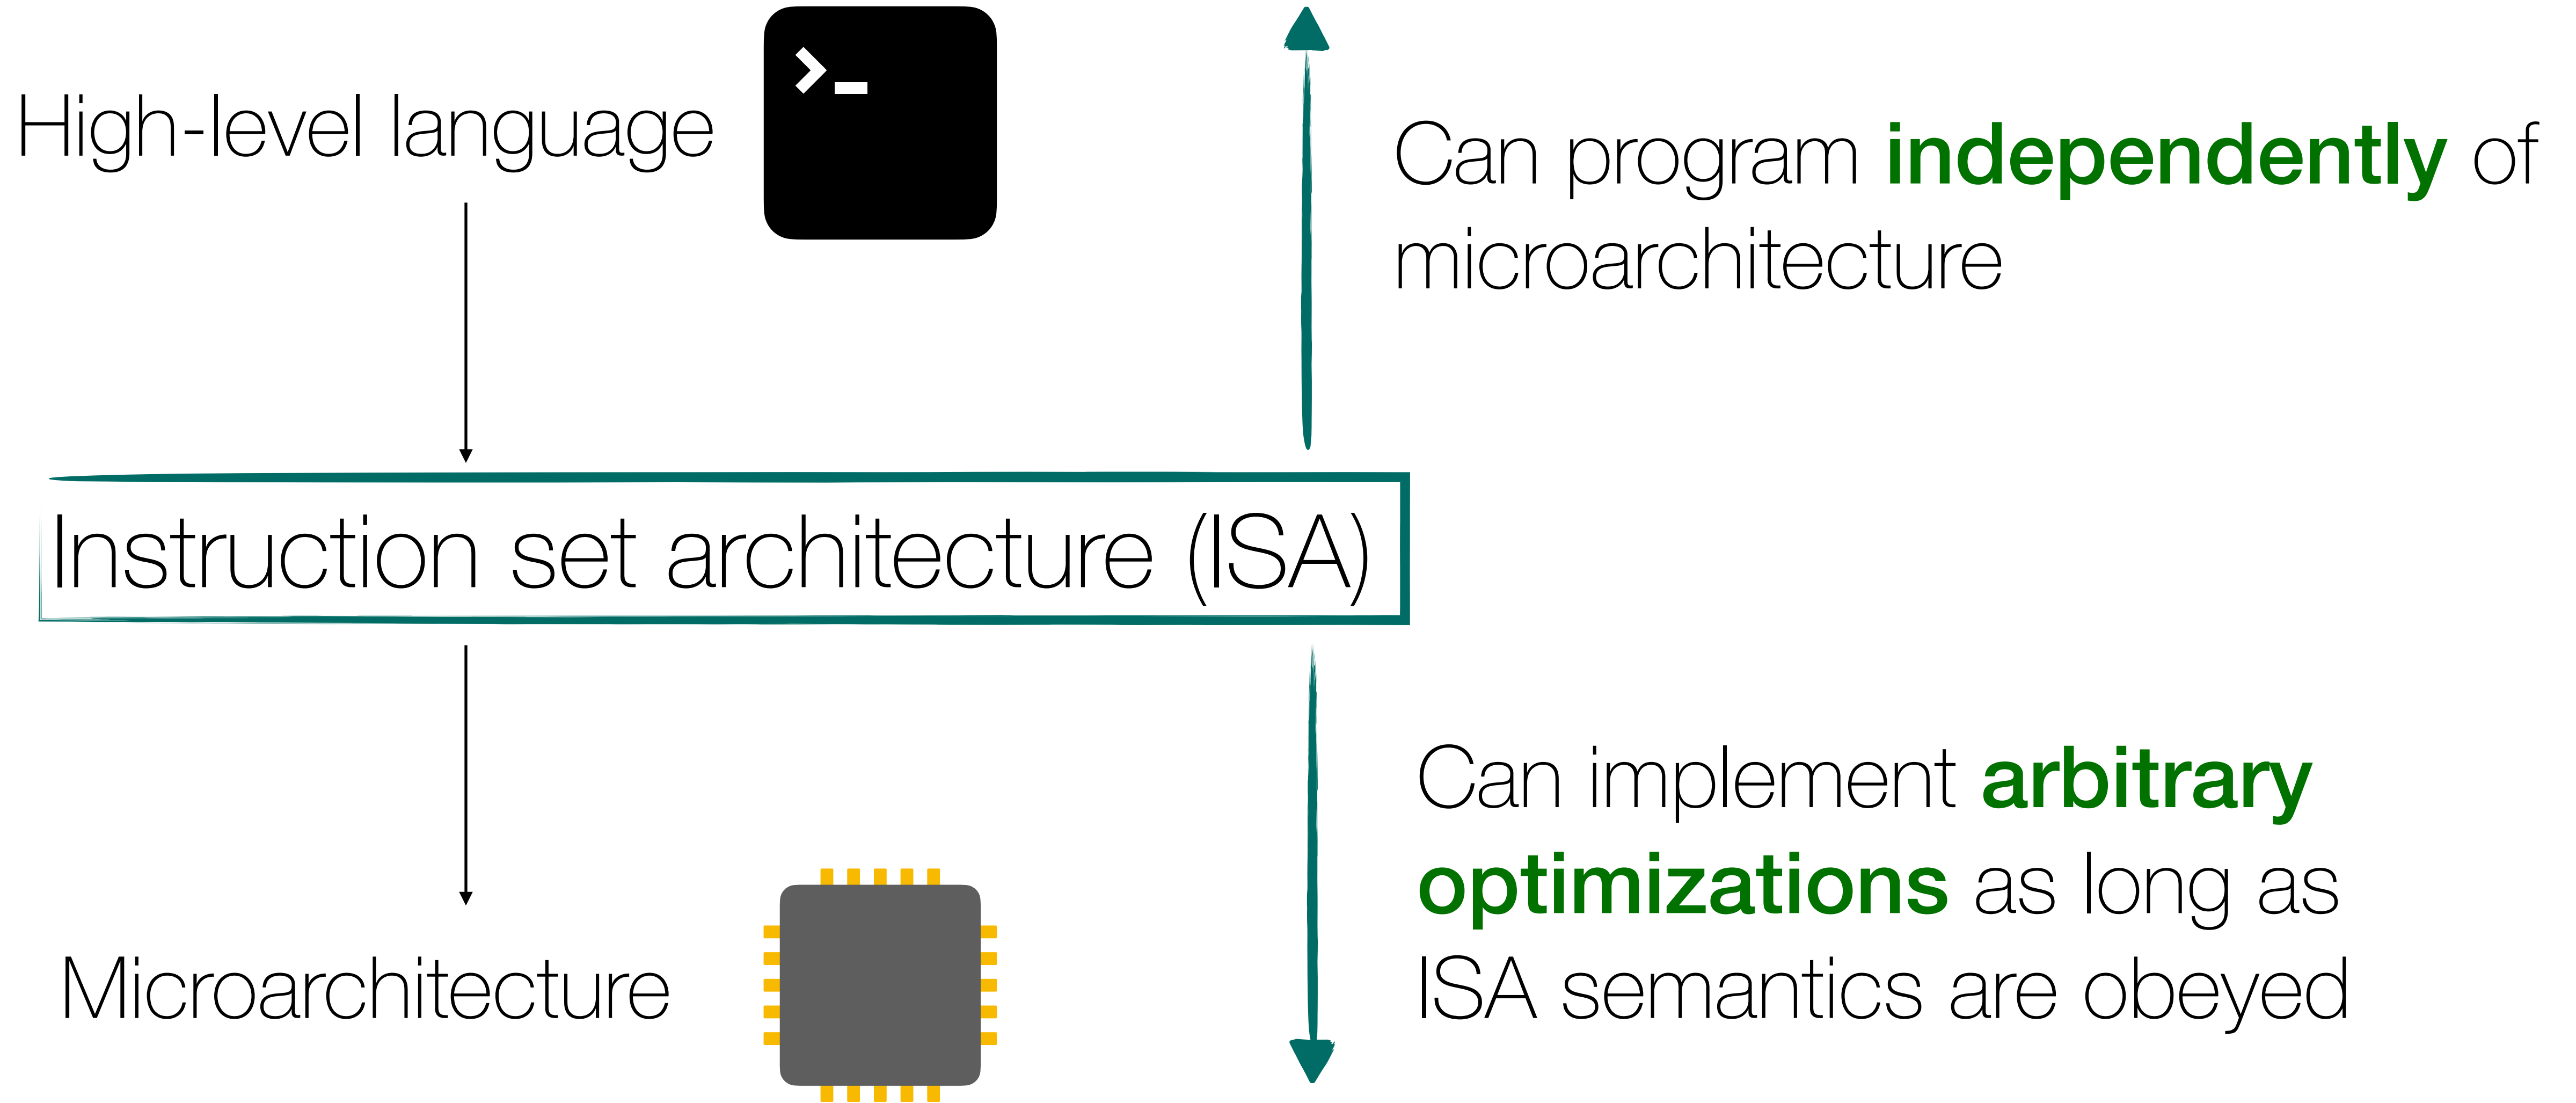 High-level language
>_
Can program independently of
microarchitecture
Instruction set architecture (ISA)
Can implement arbitrary
optimizations as long as
ISA semantics are obeyed
Microarchitecture